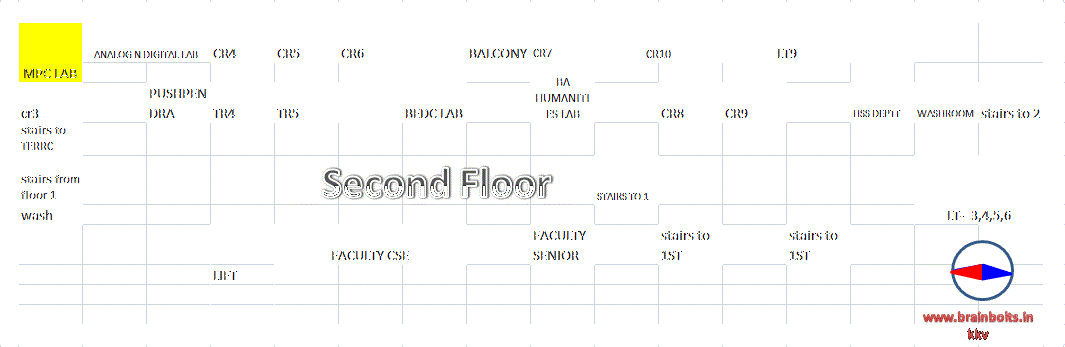 ANALOG N DIGITAL LAB CR4 CR5 CR6 BALCONY CR7 CR10 LT9
MPC LAB
BA
PUSHPEN HUMANITI
cr3 DRA TR4 TR5 BEDC LAB ES LAB CR8 CR9 HSS DEPTT WASHROOM stairs to 2
stairs to
TERRC
Second Floor
stairs from
floor 1 STAIRS TO 1
wash LT- 3,4,5,6
FACULTY stairs to stairs to
FACULTY CSE SENIOR 1ST 1ST
LIFT
www.brainbolts.in
kkv